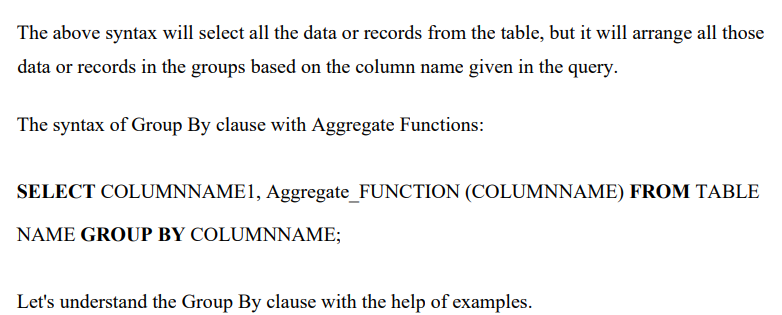 The above syntax will select all the data or records from the table, but it will arrange all those
data or records in the groups based on the column name given in the query.
The syntax of Group By clause with Aggregate Functions:
SELECT COLUMNNAME1, Aggregate_FUNCTION (COLUMNNAME) FROM TABLE
NAME GROUP BY COLUMNNAME;
Let's understand the Group By clause with the help of examples.